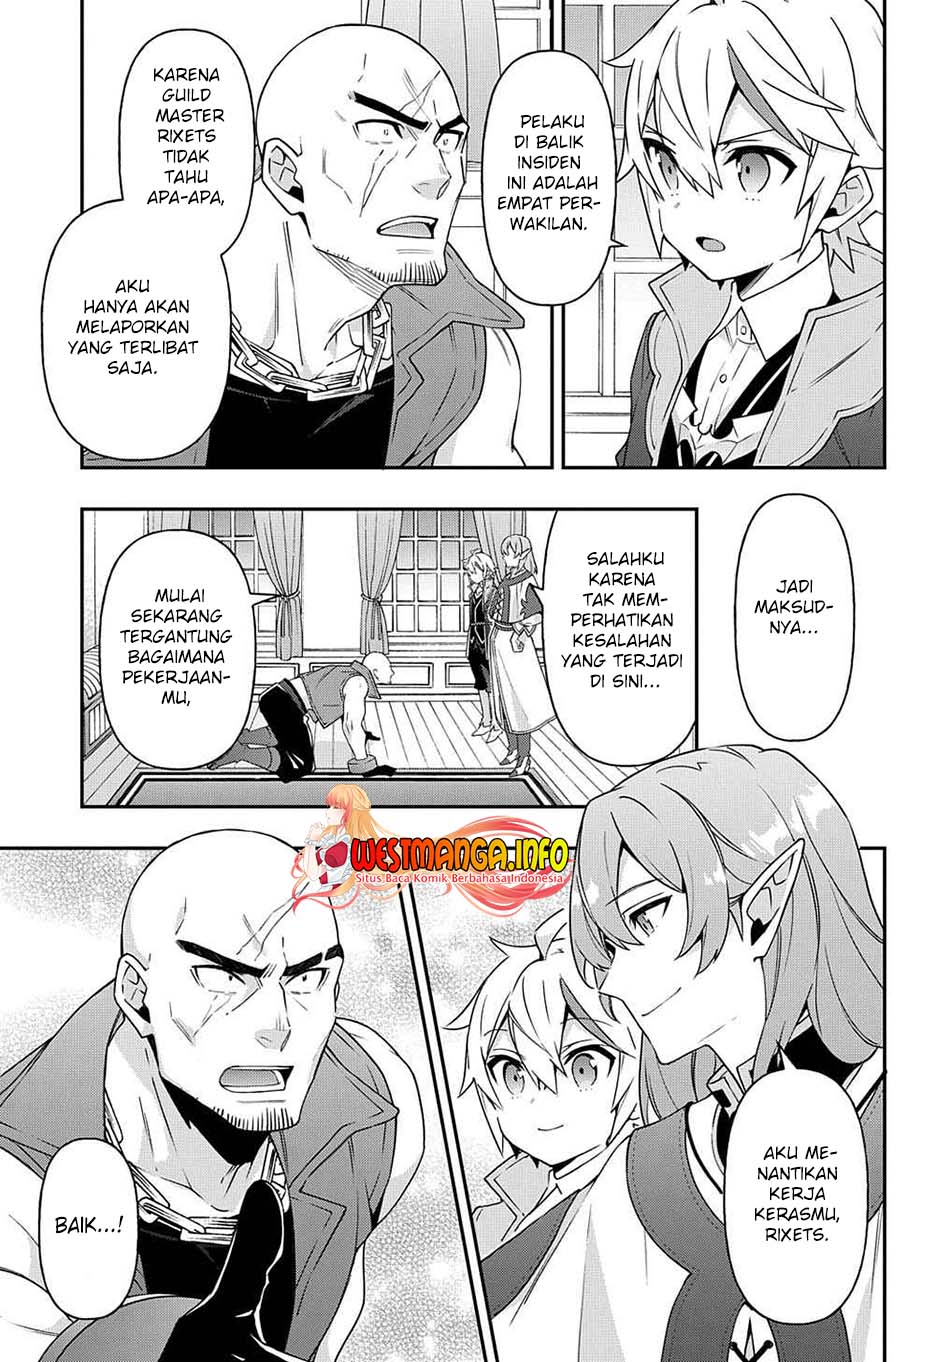 PELAKU
DI BALIK
INSIDEN
INI ADALAH
EMPAT PER-
WAKILAN.
KARENA
GUILD
MASTER
RIXETS
TIDAK
TAHU
APA-APA,
AKU
HANYA AKAN
MELAPORKAN
YANG TERLIBAT
SAJA.
JADI
MAKSUD-
NYA...
SALAHKU
KARENA
TAK MEM-
PERHATIKAN
KESALAHAN
YANG TERJADI
DI SINI...
MULAI
SEKARANG
TERGANTUNG
BAGAIMANA
PEKERJAAN-
MU,
WESTMANGA.INFO
Situs Baca Komik Berbahasa Indonesia
AKU ME-
NANTIKAN
KERJA
KERASMU,
RIXETS.
BAIK...!